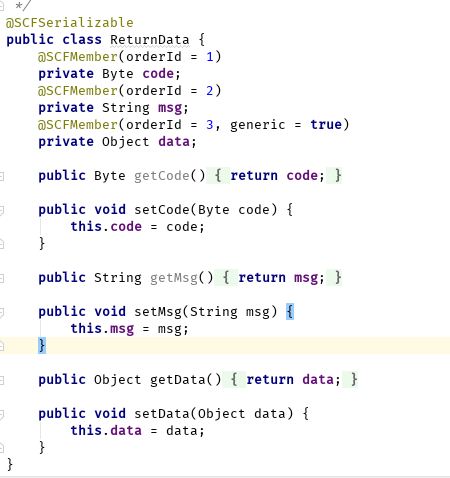 */
@SCFSerializable
public class ReturnData {
@SCFMember(orderId = 1)
private Byte code;
@SCFMember(orderId = 2)
private String msg;
@SCFMember(orderId = 3, generic = true)
private Object data;
public Byte getCode() { return code; }
public void setCode(Byte code) {
this.code = code;
}
public String getMsg() { return msg; }
public void setMsg(String msg) {
this.msg = msg;
}
public Object getData() { return data; }
public void setData(Object data) {
this.data = data;
}
}